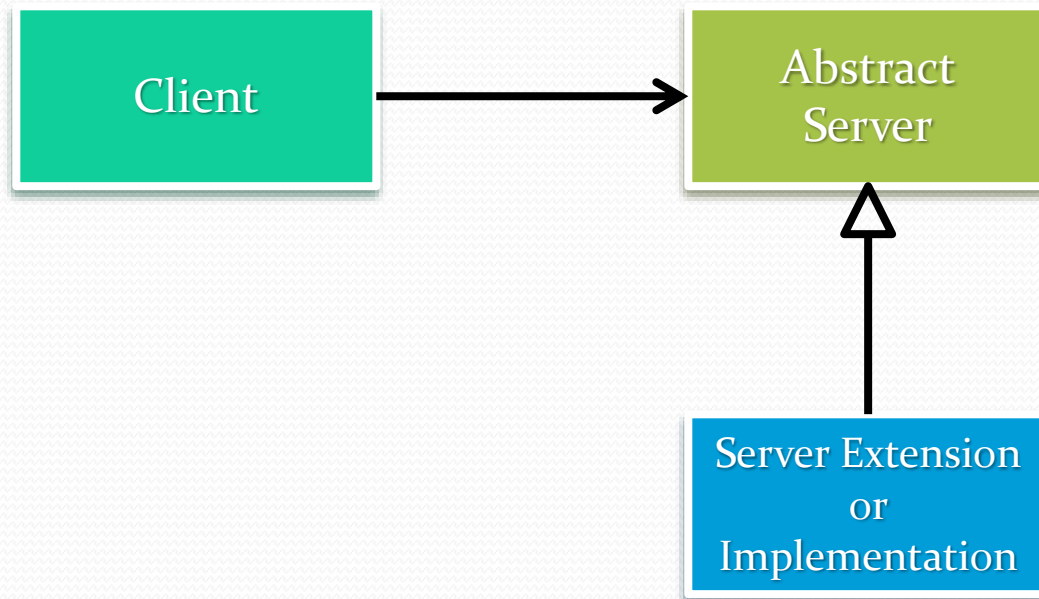 Client
Abstract
Server
Server Extension
or
Implementation